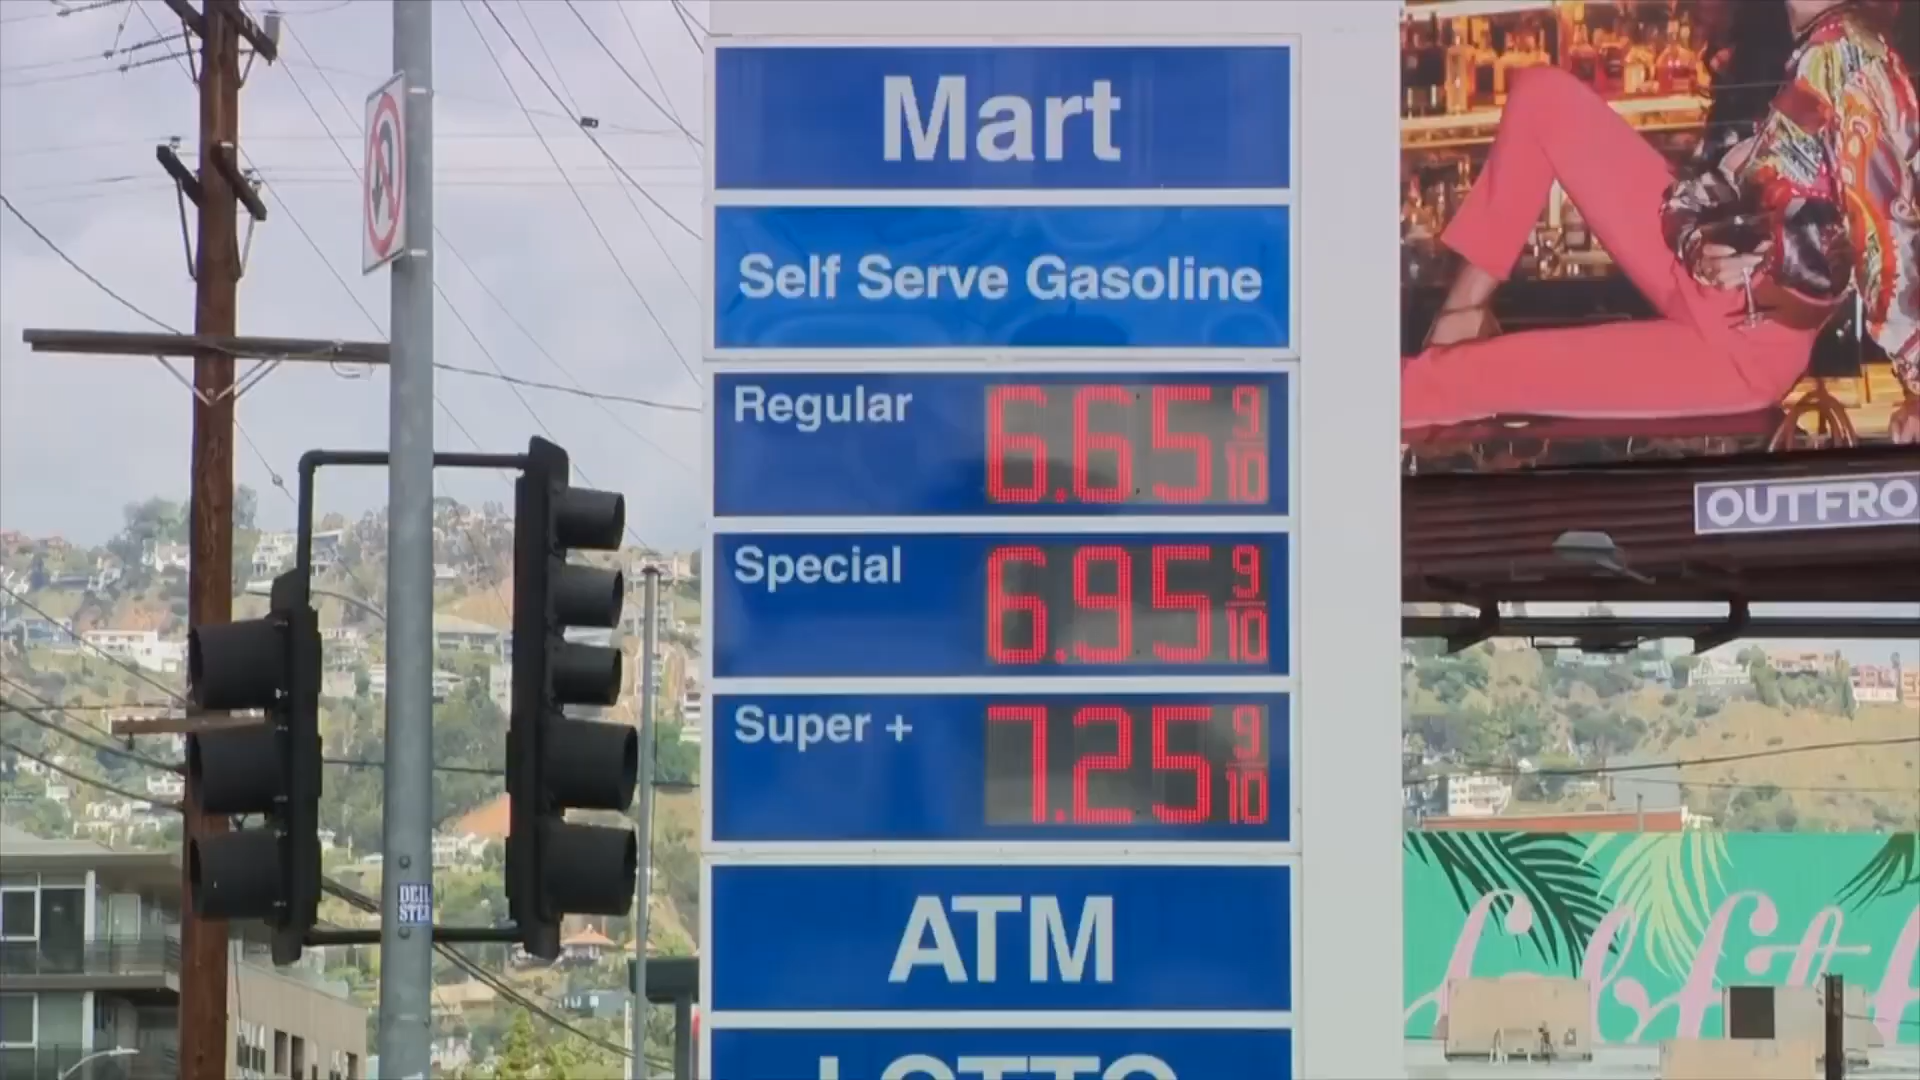 Mart
Self Serve Gasoline
Regular 6.65 9/10
Special 6.95 9/10
Super + 7.25 9/10
ATM
LOTTO
OUTFRO